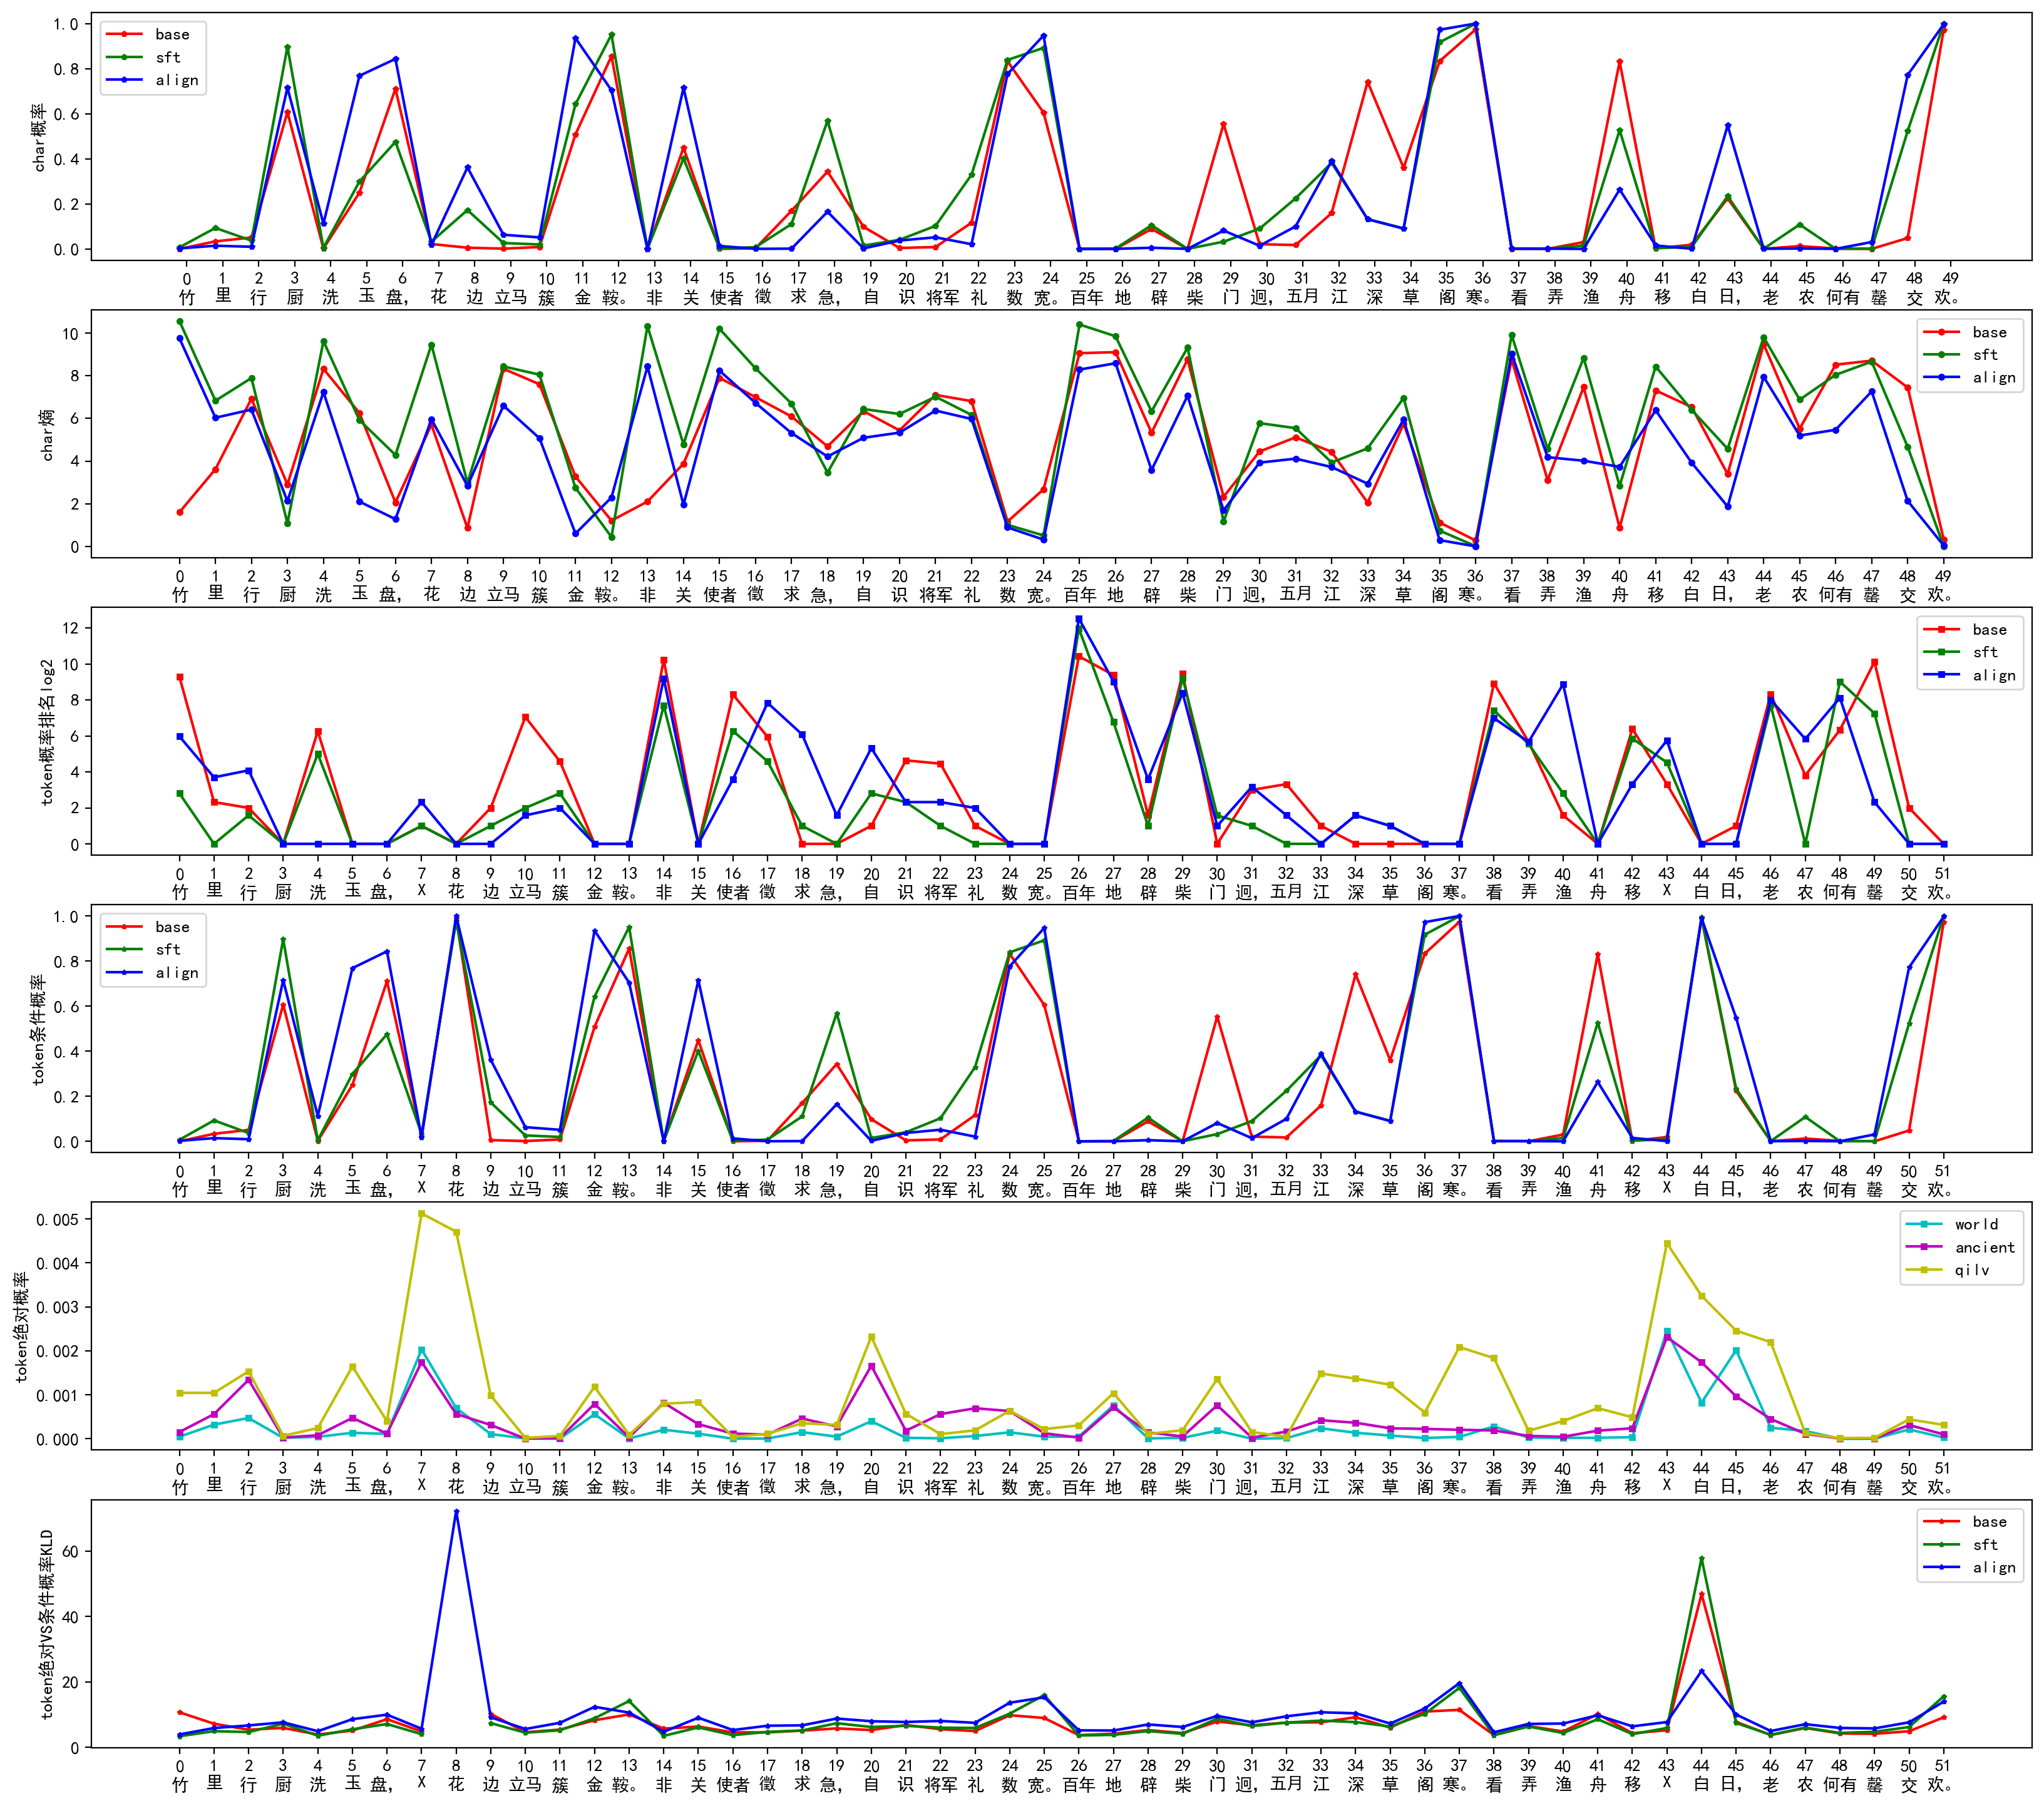 char概率
1.0
0.8
0.6
0.4
0.2
0.0
base
sft
align
0 1 2 3 4 5 6 7 8 9 10 11 12 13 14 15 16 17 18 19 20 21 22 23 24 25 26 27 28 29 30 31 32 33 34 35 36 37 38 39 40 41 42 43 44 45 46 47 48 49
竹 里 行 厨 洗 玉 盘, 花 边 立马 簇 金 鞍。 非 关 使者 徵 求 急, 自 识 将军 礼 数 宽。 百年 地 辟 柴 门 迥, 五月 江 深 草 阁 寒。 看 弄 渔 舟 移 白 日, 老 农 何有 罄 交 欢。
char熵
10
8
6
4
2
0
base
sft
align
0 1 2 3 4 5 6 7 8 9 10 11 12 13 14 15 16 17 18 19 20 21 22 23 24 25 26 27 28 29 30 31 32 33 34 35 36 37 38 39 40 41 42 43 44 45 46 47 48 49
竹 里 行 厨 洗 玉 盘, 花 边 立马 簇 金 鞍。 非 关 使者 徵 求 急, 自 识 将军 礼 数 宽。 百年 地 辟 柴 门 迥, 五月 江 深 草 阁 寒。 看 弄 渔 舟 移 白 日, 老 农 何有 罄 交 欢。
token概率排名log2
12
10
8
6
4
2
0
base
sft
align
0 1 2 3 4 5 6 7 8 9 10 11 12 13 14 15 16 17 18 19 20 21 22 23 24 25 26 27 28 29 30 31 32 33 34 35 36 37 38 39 40 41 42 43 44 45 46 47 48 49 50 51
竹 里 行 厨 洗 玉 盘, X 花 边 立马 簇 金 鞍。 非 关 使者 徵 求 急, 自 识 将军 礼 数 宽。 百年 地 辟 柴 门 迥, 五月 江 深 草 阁 寒。 看 弄 渔 舟 移 X 白 日, 老 农 何有 罄 交 欢。
token条件概率
1.0
0.8
0.6
0.4
0.2
0.0
base
sft
align
0 1 2 3 4 5 6 7 8 9 10 11 12 13 14 15 16 17 18 19 20 21 22 23 24 25 26 27 28 29 30 31 32 33 34 35 36 37 38 39 40 41 42 43 44 45 46 47 48 49 50 51
竹 里 行 厨 洗 玉 盘, X 花 边 立马 簇 金 鞍。 非 关 使者 徵 求 急, 自 识 将军 礼 数 宽。 百年 地 辟 柴 门 迥, 五月 江 深 草 阁 寒。 看 弄 渔 舟 移 X 白 日, 老 农 何有 罄 交 欢。
token绝对概率
0.005
0.004
0.003
0.002
0.001
0.000
world
ancient
qilv
0 1 2 3 4 5 6 7 8 9 10 11 12 13 14 15 16 17 18 19 20 21 22 23 24 25 26 27 28 29 30 31 32 33 34 35 36 37 38 39 40 41 42 43 44 45 46 47 48 49 50 51
竹 里 行 厨 洗 玉 盘, X 花 边 立马 簇 金 鞍。 非 关 使者 徵 求 急, 自 识 将军 礼 数 宽。 百年 地 辟 柴 门 迥, 五月 江 深 草 阁 寒。 看 弄 渔 舟 移 X 白 日, 老 农 何有 罄 交 欢。
token绝对VS条件概率KLD
60
40
20
0
base
sft
align
0 1 2 3 4 5 6 7 8 9 10 11 12 13 14 15 16 17 18 19 20 21 22 23 24 25 26 27 28 29 30 31 32 33 34 35 36 37 38 39 40 41 42 43 44 45 46 47 48 49 50 51
竹 里 行 厨 洗 玉 盘, X 花 边 立马 簇 金 鞍。 非 关 使者 徵 求 急, 自 识 将军 礼 数 宽。 百年 地 辟 柴 门 迥, 五月 江 深 草 阁 寒。 看 弄 渔 舟 移 X 白 日, 老 农 何有 罄 交 欢。